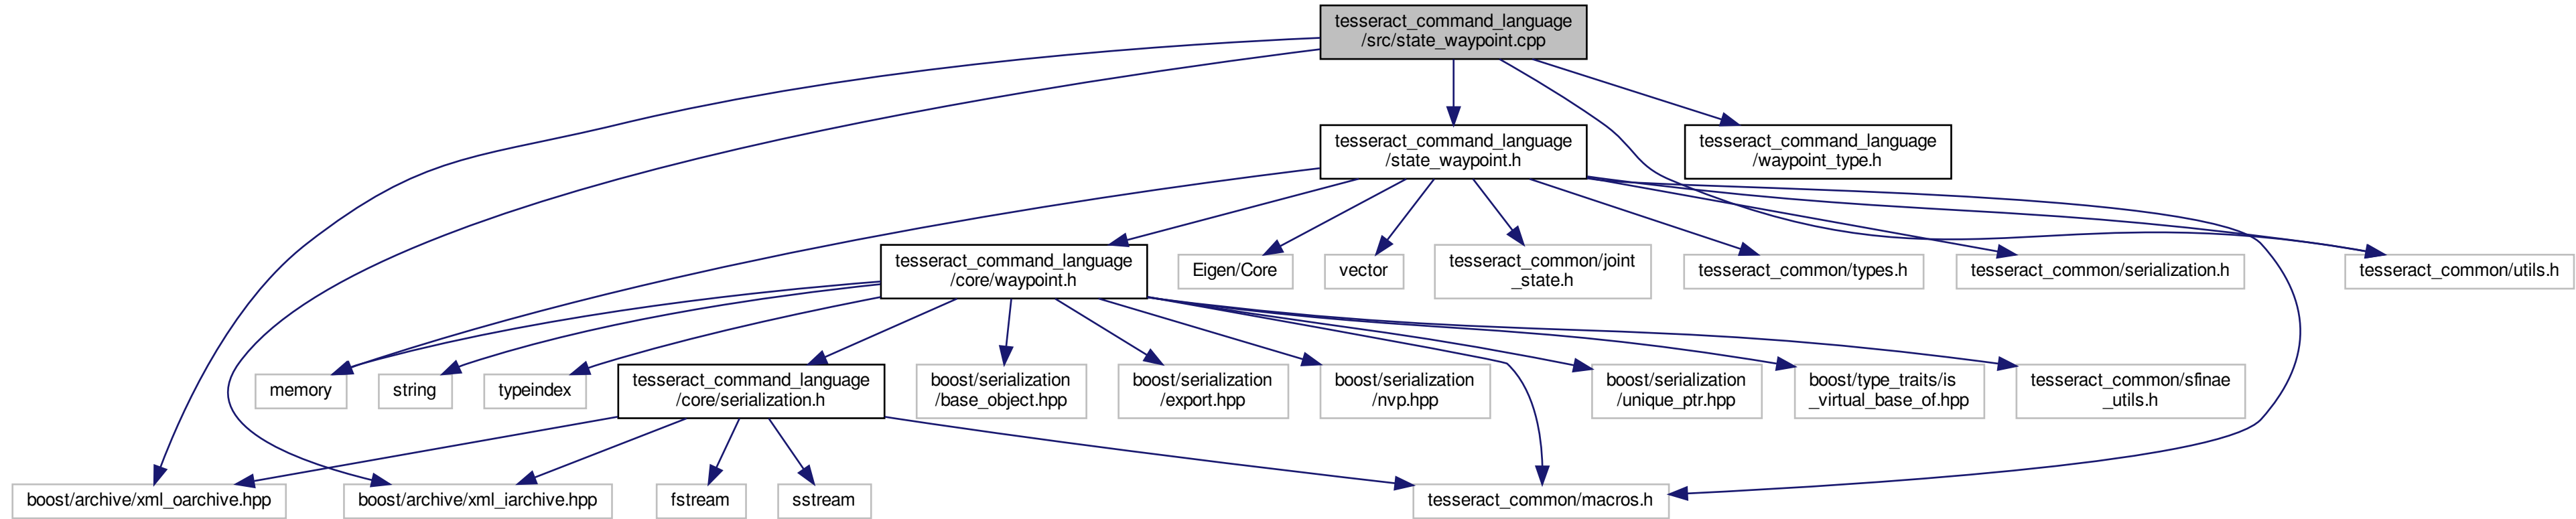 tesseract_command_language
/src/state_waypoint.cpp
tesseract_command_language
/state_waypoint.h
tesseract_command_language
/waypoint_type.h
tesseract_command_language
/core/waypoint.h
Eigen/Core
vector
tesseract_common/joint
_state.h
tesseract_common/types.h
tesseract_common/serialization.h
tesseract_common/utils.h
memory
string
typeindex
tesseract_command_language
/core/serialization.h
boost/serialization
/base_object.hpp
boost/serialization
/export.hpp
boost/serialization
/nvp.hpp
boost/serialization
/unique_ptr.hpp
boost/type_traits/is
_virtual_base_of.hpp
tesseract_common/sfinae
_utils.h
boost/archive/xml_oarchive.hpp
boost/archive/xml_iarchive.hpp
fstream
sstream
tesseract_common/macros.h